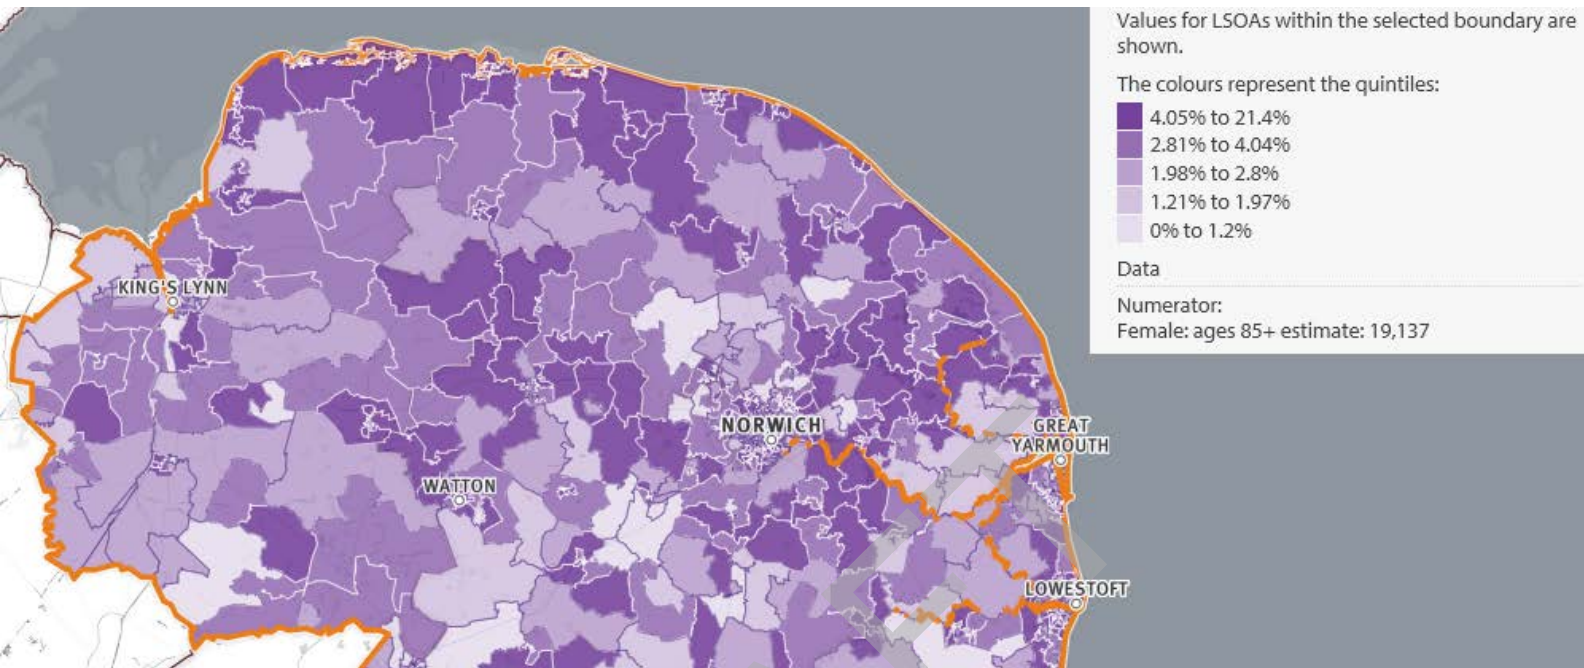 Values for LSOAs within the selected boundary are
shown.
The colours represent the quintiles:
4.05% to 21.4%
2.81% to 4.04%
1.98% to 2.8%
1.21% to 1.97%
0% to 1.2%
Data
Numerator:
Female: ages 85+ estimate: 19,137
KING'S LYNN
NORWICH
GREAT
YARMOUTH
WATTON
LOWESTOFT